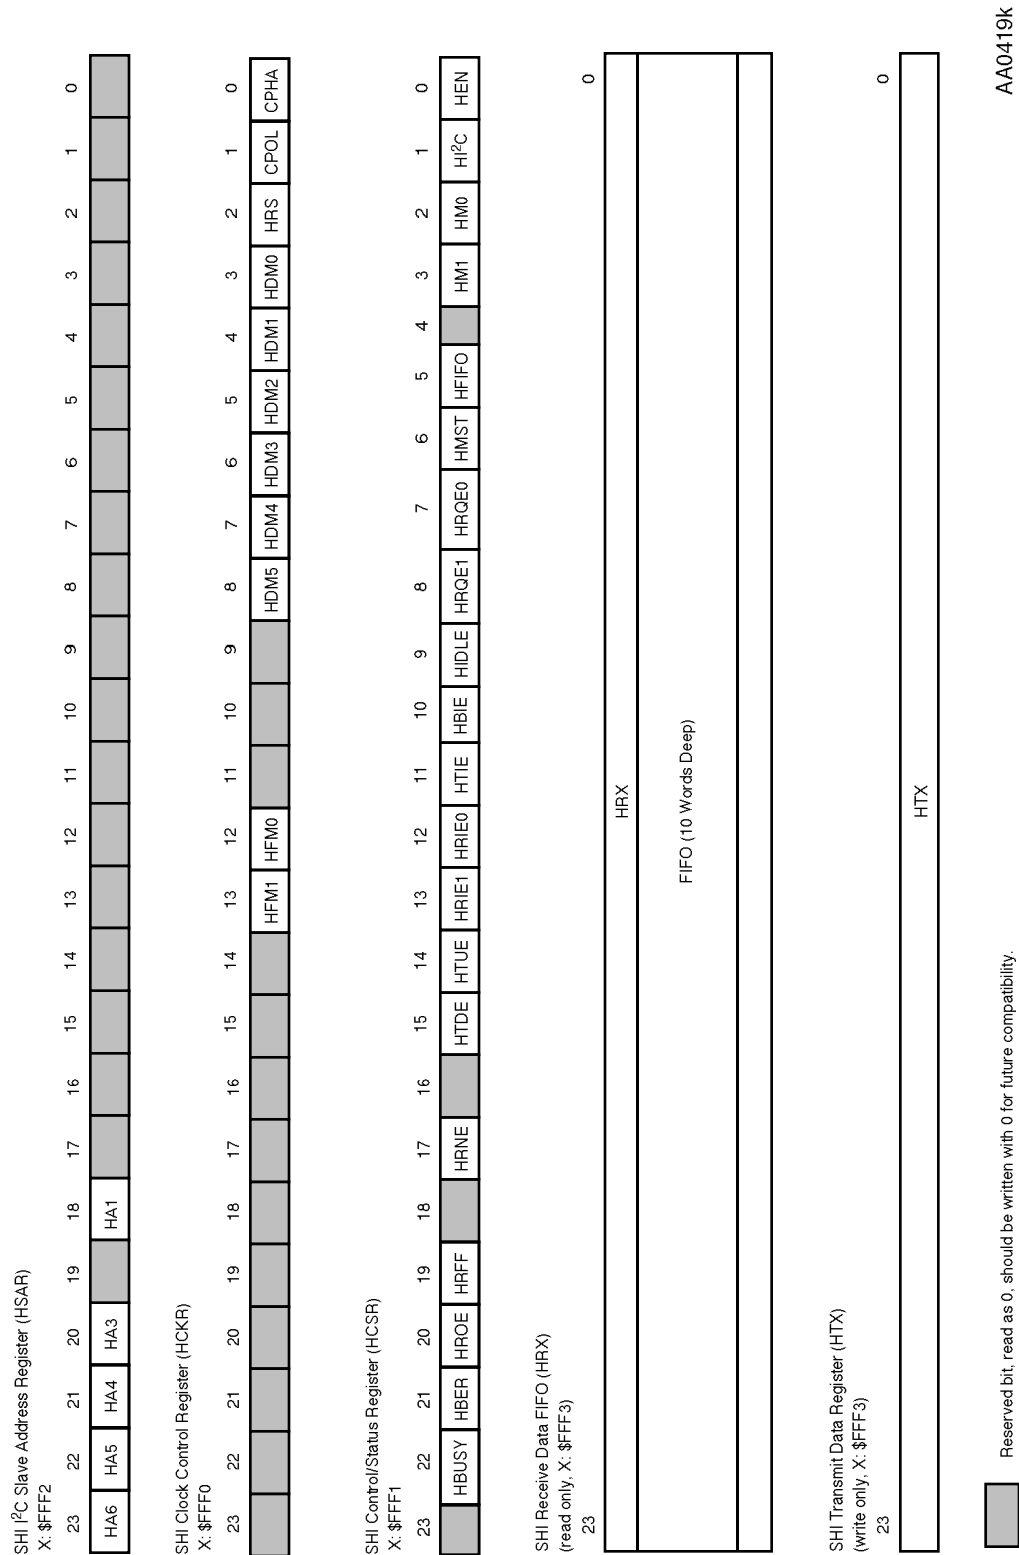 SHI I²C Slave Address Register (HSAR)
X: $FFF2
23 22 21 20 19 18 17 16 15 14 13 12 11 10 9 8 7 6 5 4 3 2 1 0
HA6 HA5 HA4 HA3 HA1
SHI Clock Control Register (HCKR)
X: $FFF0
23 22 21 20 19 18 17 16 15 14 13 12 11 10 9 8 7 6 5 4 3 2 1 0
HFM1 HFM0 HDM5 HDM4 HDM3 HDM2 HDM1 HDM0 HRS CPOL CPHA
SHI Control/Status Register (HCSR)
X: $FFF1
23 22 21 20 19 18 17 16 15 14 13 12 11 10 9 8 7 6 5 4 3 2 1 0
HBUSY HBER HROE HRFF HRNE HTDE HTUE HRIE1 HRIE0 HTIE HBIE HIDLE HRQE1 HRQE0 HMST HFIFO HM1 HM0 HI²C HEN
SHI Receive Data FIFO (HRX)
(read only, X: $FFF3)
23 0
HRX
FIFO (10 Words Deep)
SHI Transmit Data Register (HTX)
(write only, X: $FFF3)
23 0
HTX
Reserved bit, read as 0, should be written with 0 for future compatibility.
AA0419k